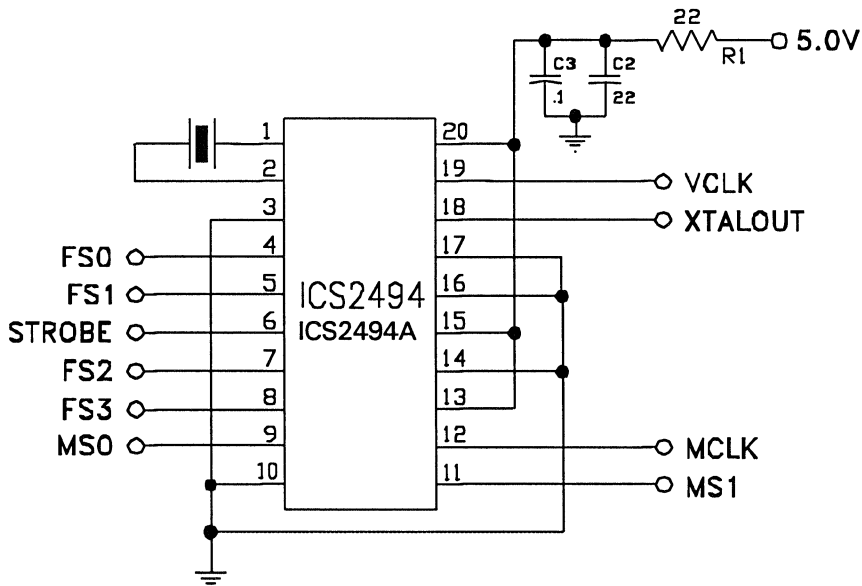 22
5.0V
R1
C3
C2
.1
22
1
20
2
19
VCLK
3
18
XTALOUT
FS0
4
17
FS1
5
16
ICS2494
STROBE
6
ICS2494A
15
FS2
7
14
FS3
8
13
MS0
9
12
MCLK
10
11
MS1